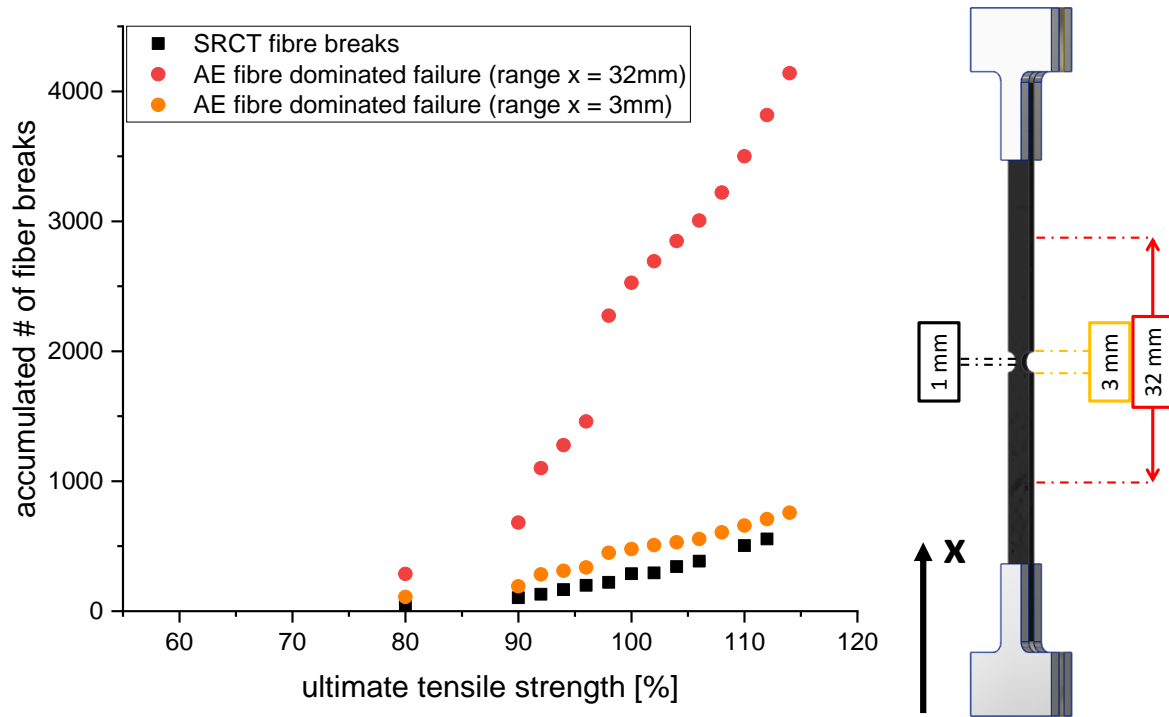 SRCT fibre breaks
AE fibre dominated failure (range x = 32mm)
AE fibre dominated failure (range x = 3mm)
accumulated # of fiber breaks
4000
3000
2000
1000
0
60
70
80
90
100
110
120
ultimate tensile strength [%]
1 mm
3 mm
32 mm
x